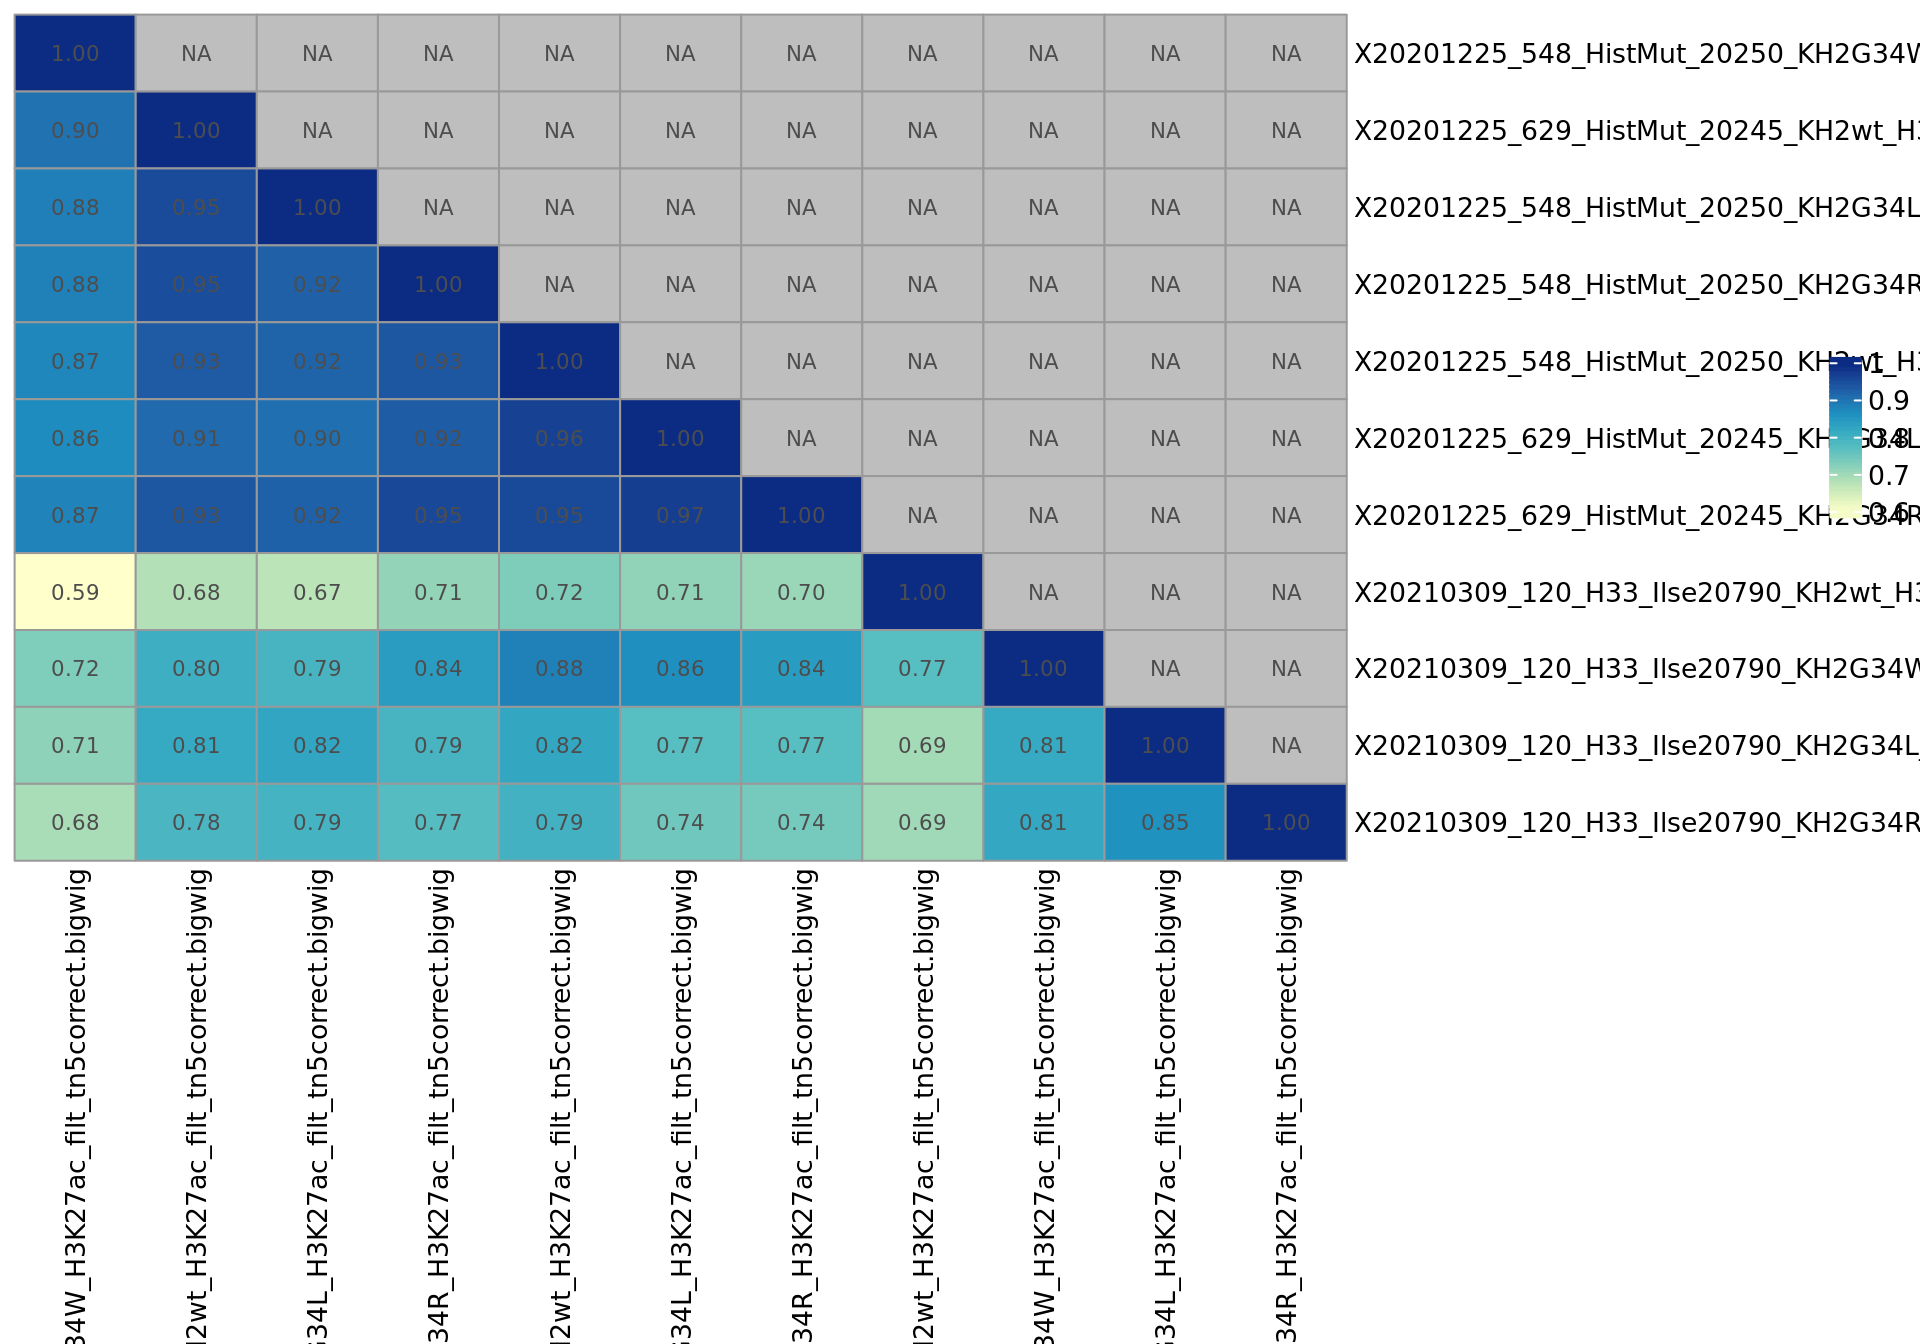 1.00 NA NA NA NA NA NA NA NA NA NA X20201225_548_HistMut_20250_KH2G34W
0.90 1.00 NA NA NA NA NA NA NA NA NA X20201225_629_HistMut_20245_KH2wt_H3
0.88 0.95 1.00 NA NA NA NA NA NA NA NA X20201225_548_HistMut_20250_KH2G34L
0.88 0.95 0.92 1.00 NA NA NA NA NA NA NA X20201225_548_HistMut_20250_KH2G34R
0.87 0.93 0.92 0.93 1.00 NA NA NA NA NA NA X20201225_548_HistMut_20250_KH2wt_H3
1
0.9
0.86 0.91 0.90 0.92 0.96 1.00 NA NA NA NA NA X20201225_629_HistMut_20245_KH2G34L
0.8
0.7
0.87 0.93 0.92 0.95 0.95 0.97 1.00 NA NA NA NA X20201225_629_HistMut_20245_KH2G34R
0.6
0.59 0.68 0.67 0.71 0.72 0.71 0.70 1.00 NA NA NA X20210309_120_H33_Ilse20790_KH2wt_H3
0.72 0.80 0.79 0.84 0.88 0.86 0.84 0.77 1.00 NA NA X20210309_120_H33_Ilse20790_KH2G34W
0.71 0.81 0.82 0.79 0.82 0.77 0.77 0.69 0.81 1.00 NA X20210309_120_H33_Ilse20790_KH2G34L_
0.68 0.78 0.79 0.77 0.79 0.74 0.74 0.69 0.81 0.85 1.00 X20210309_120_H33_Ilse20790_KH2G34R
34W_H3K27ac_filt_tn5correct.bigwig
2wt_H3K27ac_filt_tn5correct.bigwig
34L_H3K27ac_filt_tn5correct.bigwig
34R_H3K27ac_filt_tn5correct.bigwig
2wt_H3K27ac_filt_tn5correct.bigwig
34L_H3K27ac_filt_tn5correct.bigwig
34R_H3K27ac_filt_tn5correct.bigwig
2wt_H3K27ac_filt_tn5correct.bigwig
34W_H3K27ac_filt_tn5correct.bigwig
34L_H3K27ac_filt_tn5correct.bigwig
34R_H3K27ac_filt_tn5correct.bigwig